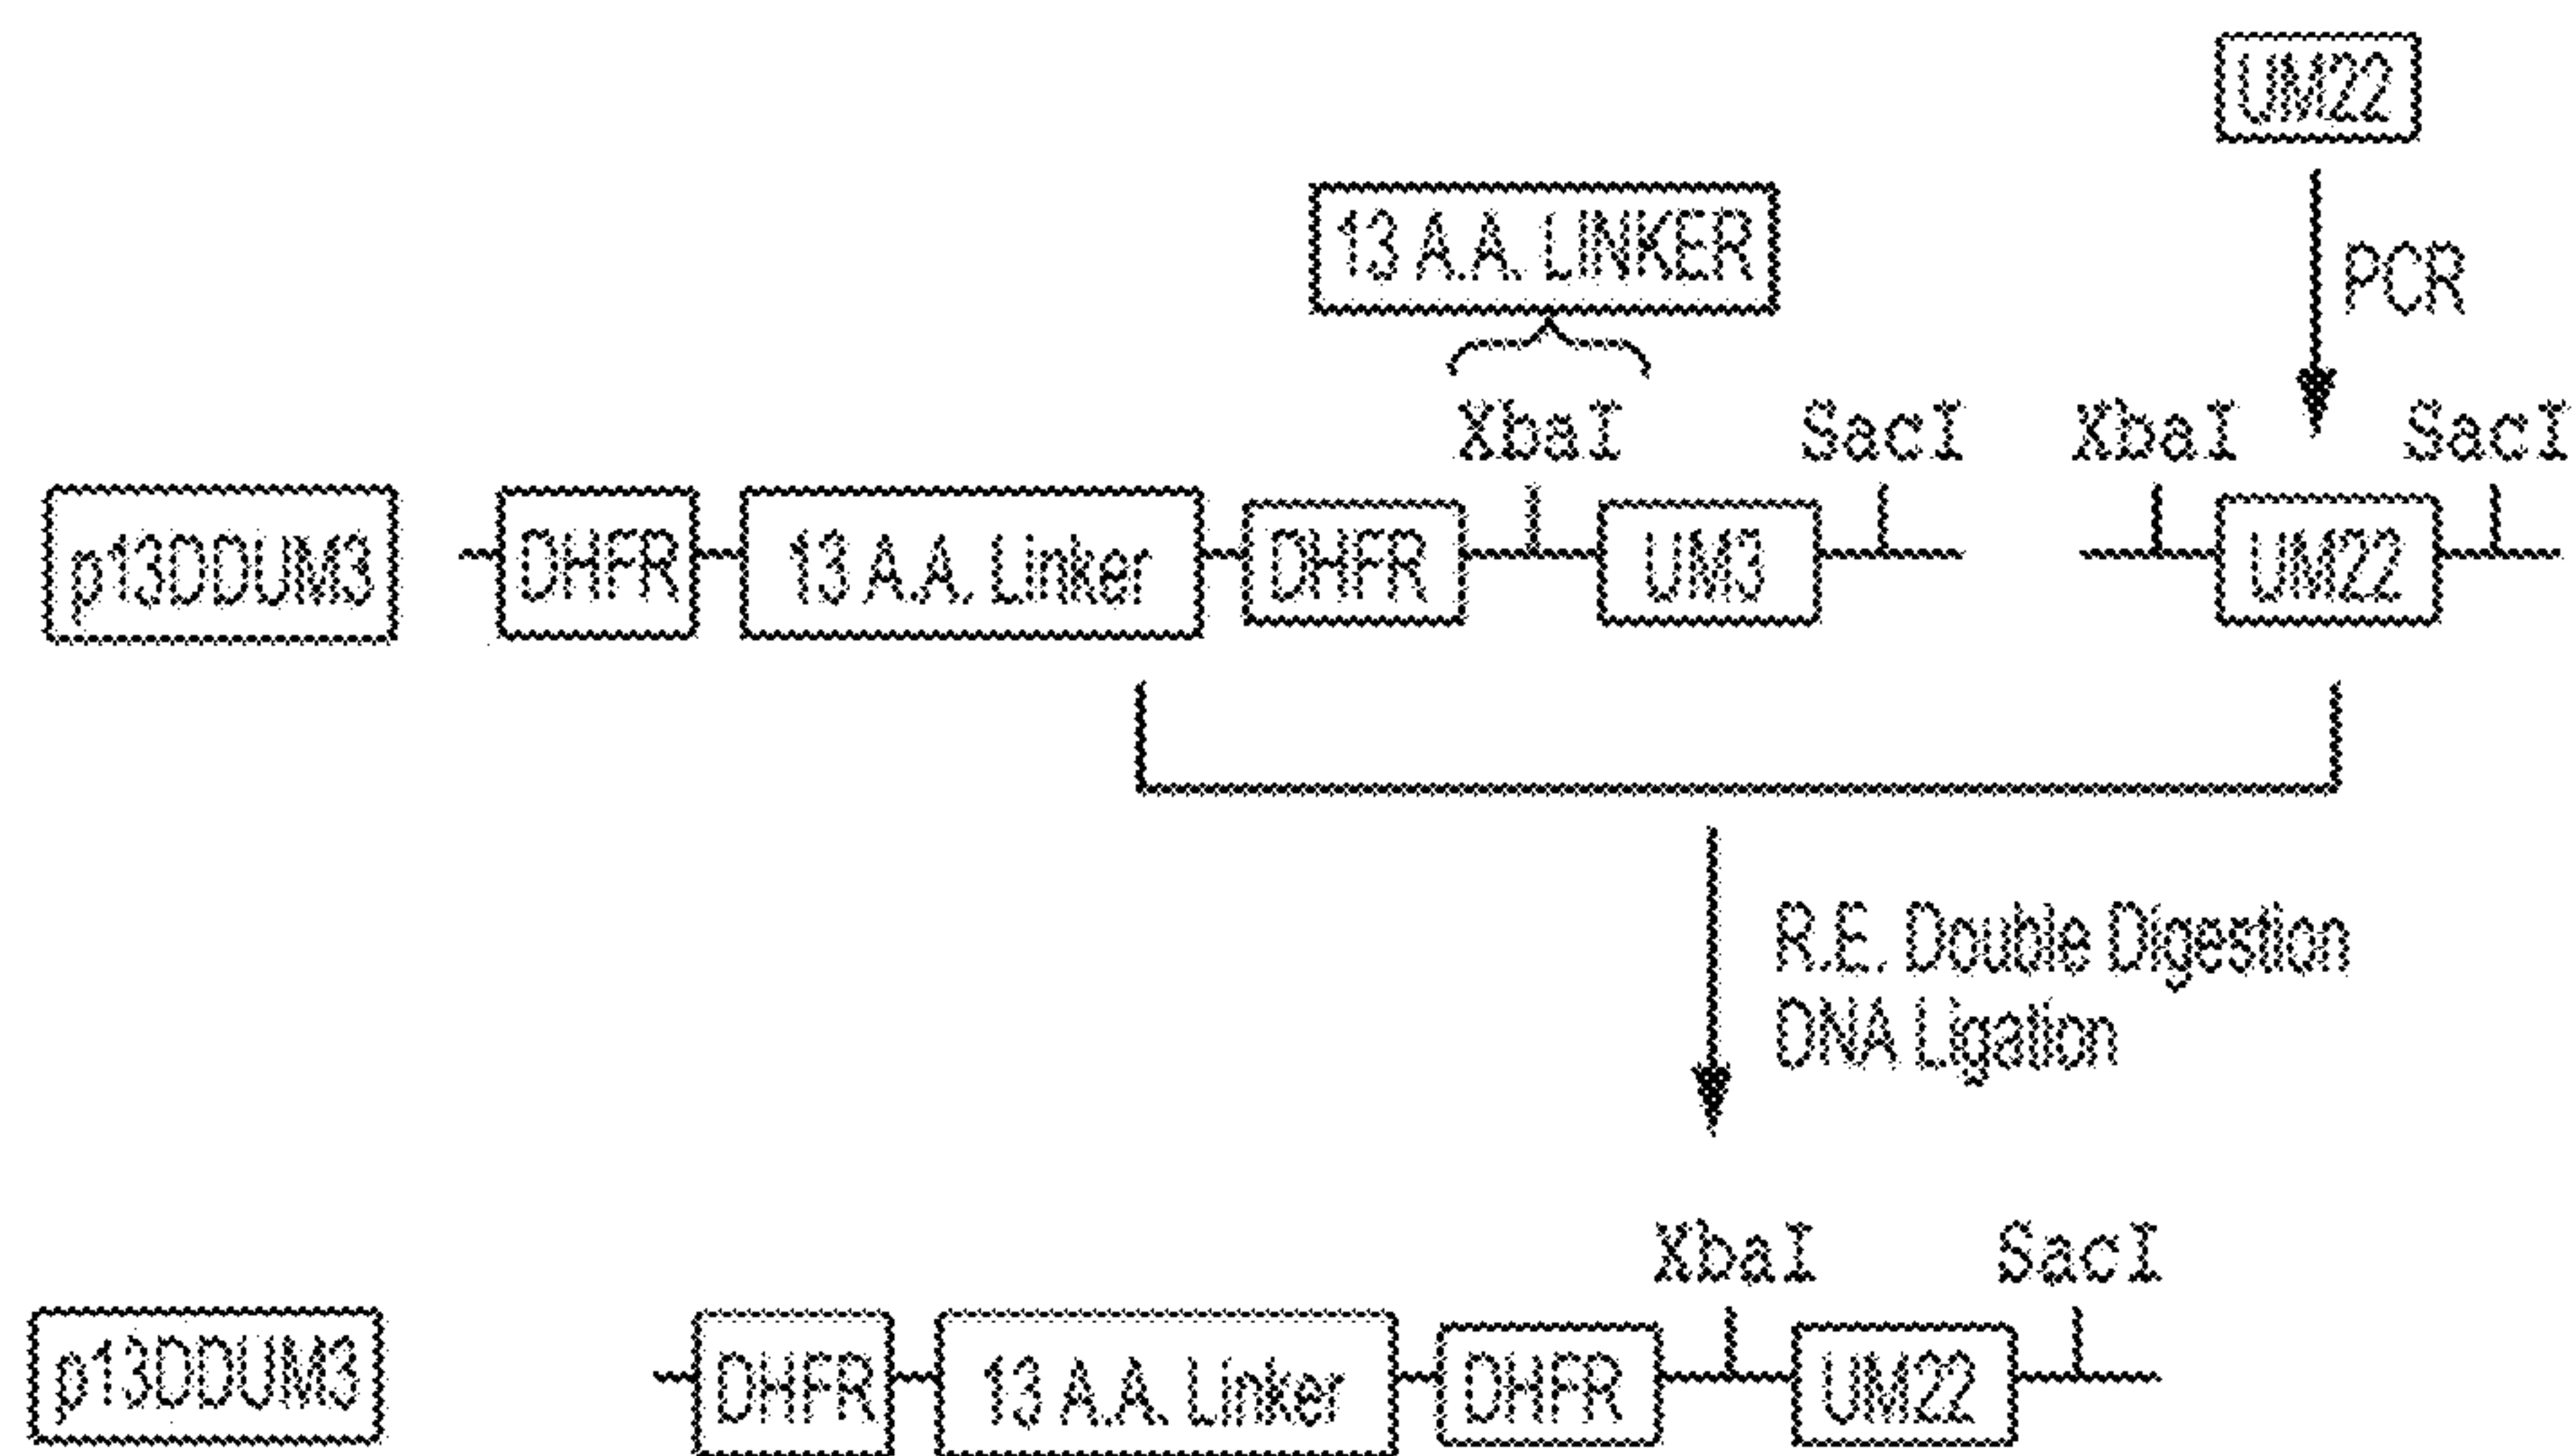 UM22
PCR
13 A.A. LINKER
XbaI SacI XbaI SacI
p13DDUM3 DHFR 13 A.A. Linker DHFR UM3 UM22
R.E. Double Digestion
DNA Ligation
XbaI SacI
p13DDUM3 DHFR 13 A.A. Linker DHFR UM22